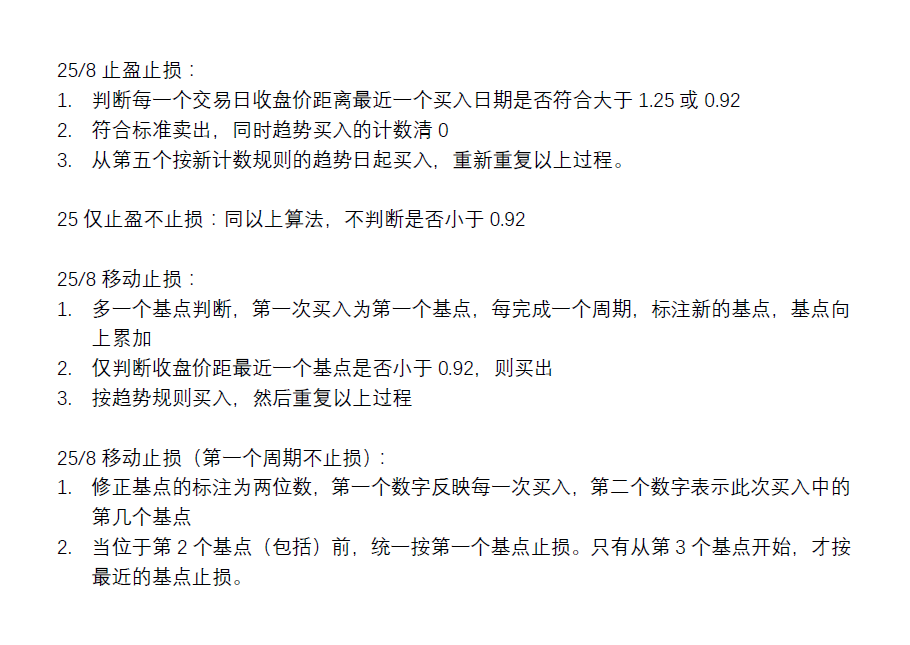 25/8 止盈止损：
1. 判断每一个交易日收盘价距离最近一个买入日期是否符合大于 1.25 或 0.92
2. 符合标准卖出，同时趋势买入的计数清 0
3. 从第五个按新计数规则的趋势日起买入，重新重复以上过程。
25 仅止盈不止损：同以上算法，不判断是否小于 0.92
25/8 移动止损：
1. 多一个基点判断，第一次买入为第一个基点，每完成一个周期，标注新的基点，基点向
上累加
2. 仅判断收盘价距最近一个基点是否小于 0.92，则买出
3. 按趋势规则买入，然后重复以上过程
25/8 移动止损（第一个周期不止损）：
1. 修正基点的标注为两位数，第一个数字反映每一次买入，第二个数字表示此次买入中的
第几个基点
2. 当位于第 2 个基点（包括）前，统一按第一个基点止损。只有从第 3 个基点开始，才按
最近的基点止损。